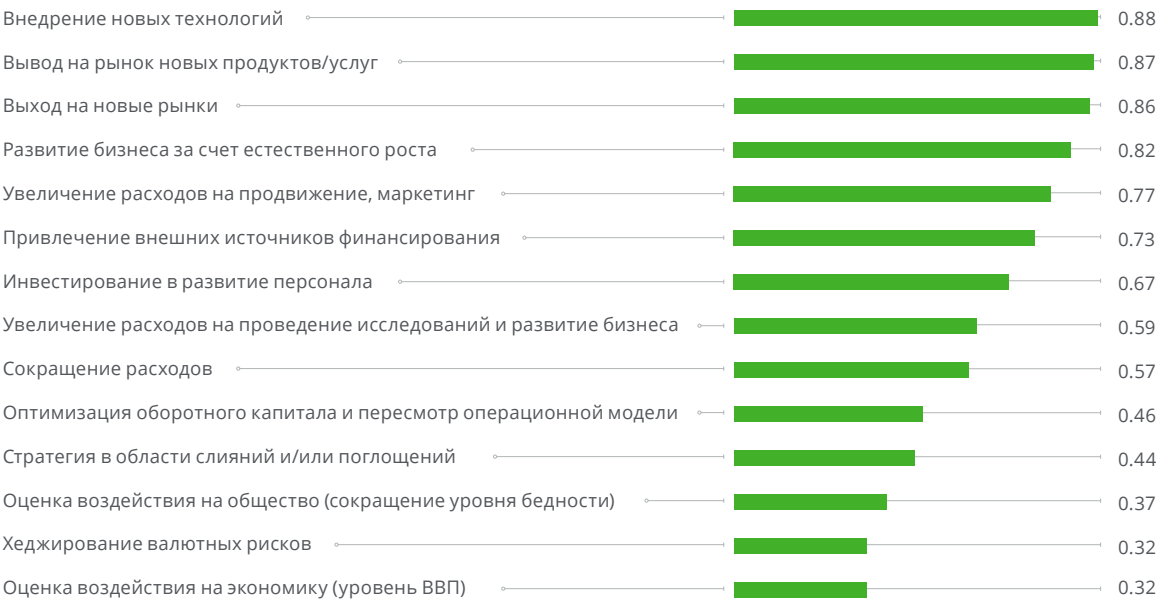 Внедрение новых технологий 0.88
Вывод на рынок новых продуктов/услуг 0.87
Выход на новые рынки 0.86
Развитие бизнеса за счет естественного роста 0.82
Увеличение расходов на продвижение, маркетинг 0.77
Привлечение внешних источников финансирования 0.73
Инвестирование в развитие персонала 0.67
Увеличение расходов на проведение исследований и развитие бизнеса 0.59
Сокращение расходов 0.57
Оптимизация оборотного капитала и пересмотр операционной модели 0.46
Стратегия в области слияний и/или поглощений 0.44
Оценка воздействия на общество (сокращение уровня бедности) 0.37
Хеджирование валютных рисков 0.32
Оценка воздействия на экономику (уровень ВВП) 0.32